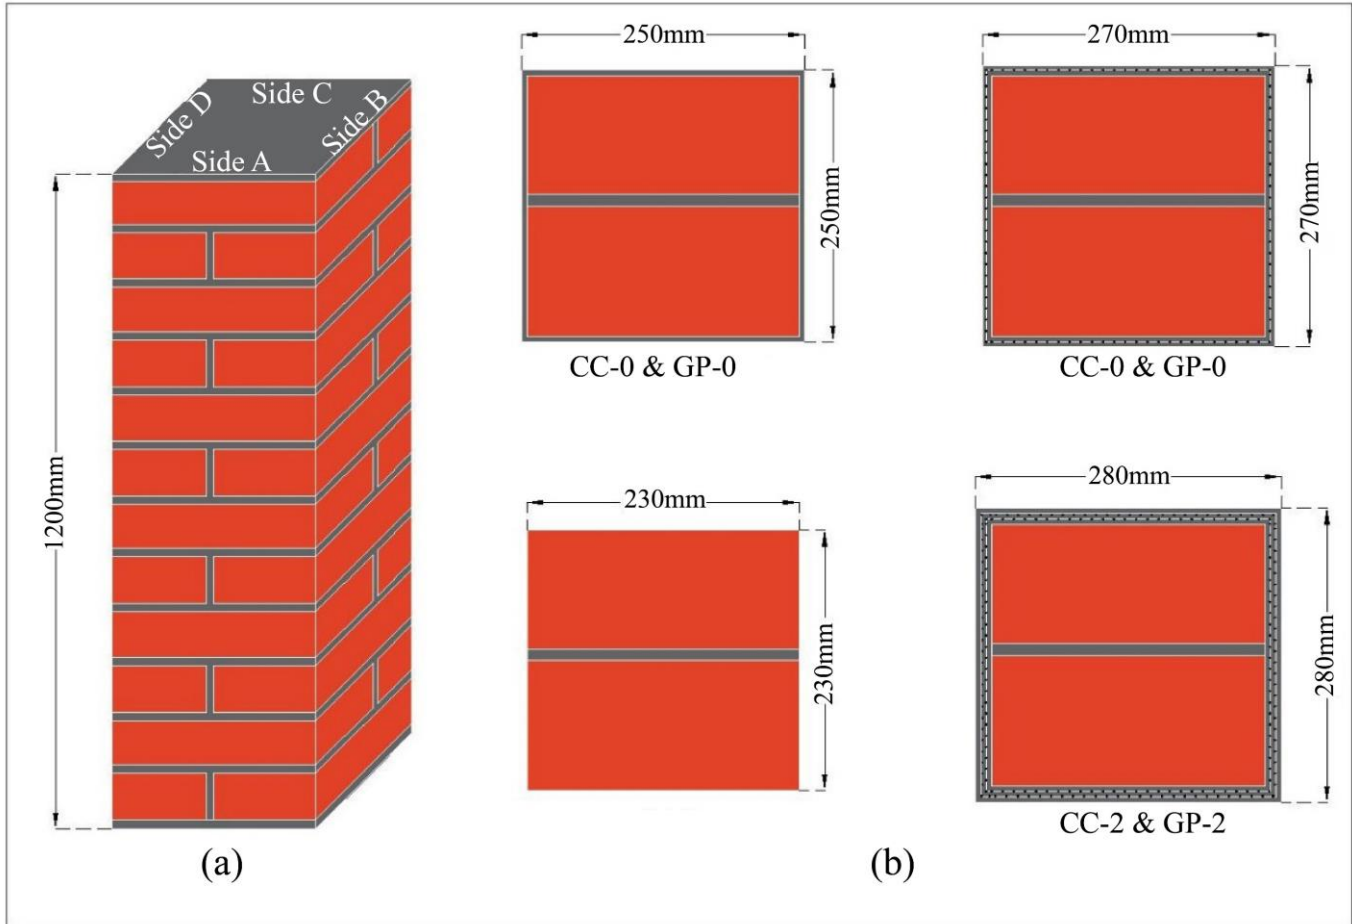 Side C
Side D
Side B
Side A
1200mm
(a)
250mm
250mm
CC-0 & GP-0
270mm
270mm
CC-0 & GP-0
230mm
230mm
280mm
280mm
CC-2 & GP-2
(b)